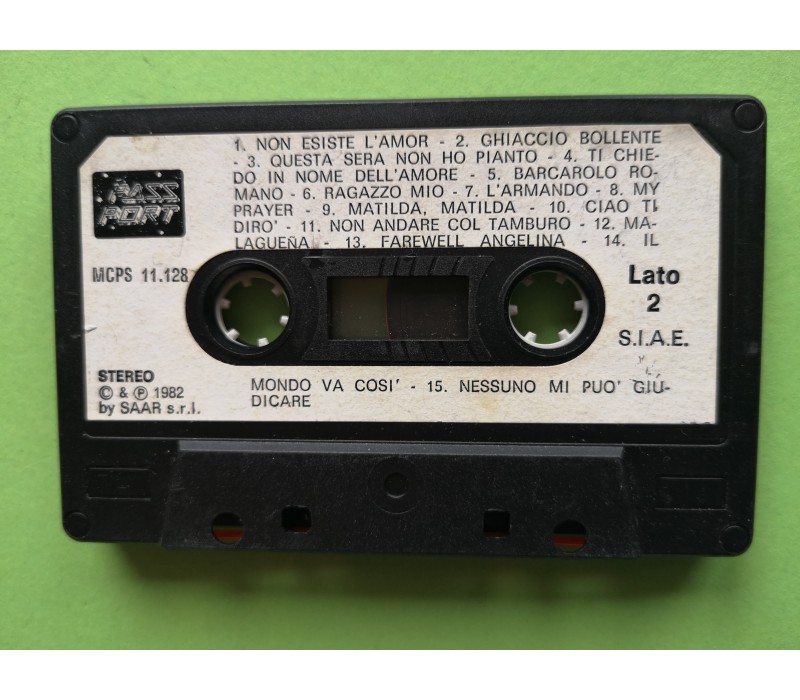 1. NON ESISTE L'AMOR - 2. GHIACCIO BOLLENTE
- 3. QUESTA SERA NON HO PIANTO - 4. TI CHIE-
DO IN NOME DELL'AMORE - 5. BARCAROLO RO-
MANO - 6. RAGAZZO MIO - 7. L'ARMANDO - 8. MY
PRAYER - 9. MATILDA, MATILDA - 10. CIAO TI
DIRO' - 11. NON ANDARE COL TAMBURO - 12. MA-
LAGUEÑA - 13. FAREWELL ANGELINA - 14. IL
PASS
PORT
MCPS 11.128
Lato
2
S.I.A.E.
STEREO
© & ℗ 1982
by SAAR s.r.l.
MONDO VA COSI' - 15. NESSUNO MI PUO' GIU-
DICARE